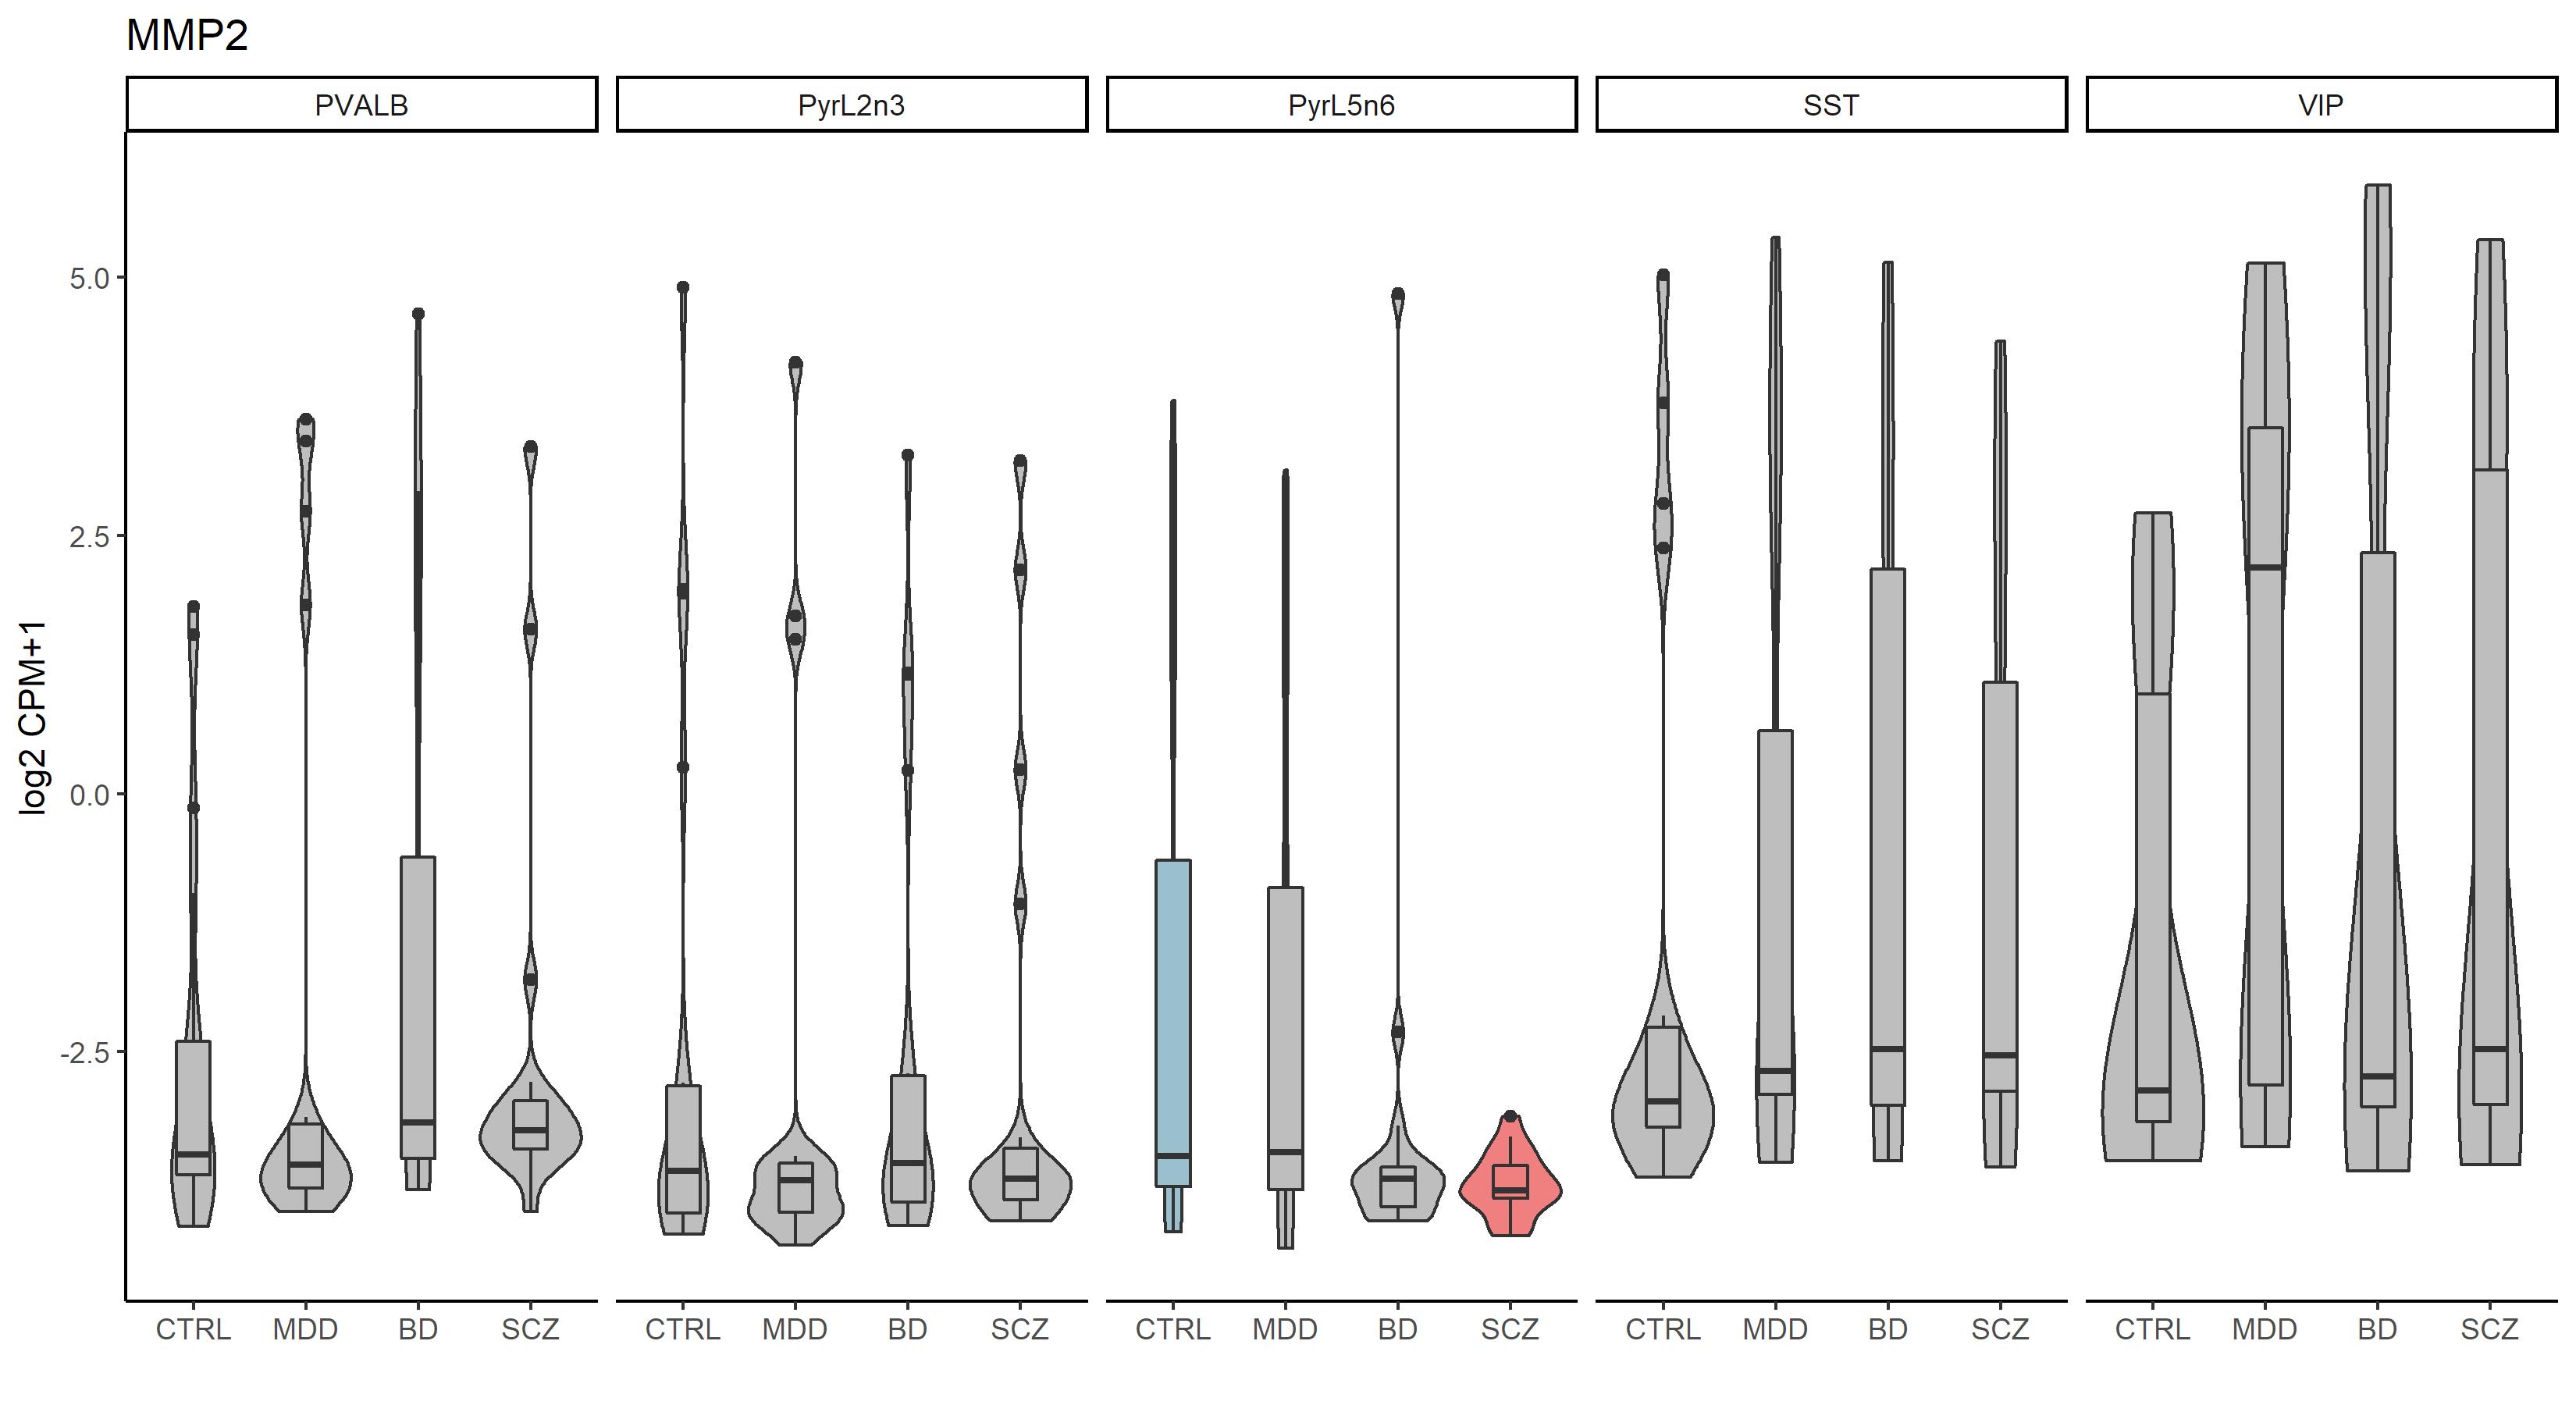 MMP2
PVALB PyrL2n3 PyrL5n6 SST VIP
log2 CPM+1
5.0
2.5
0.0
-2.5
CTRL MDD BD SCZ CTRL MDD BD SCZ CTRL MDD BD SCZ CTRL MDD BD SCZ CTRL MDD BD SCZ